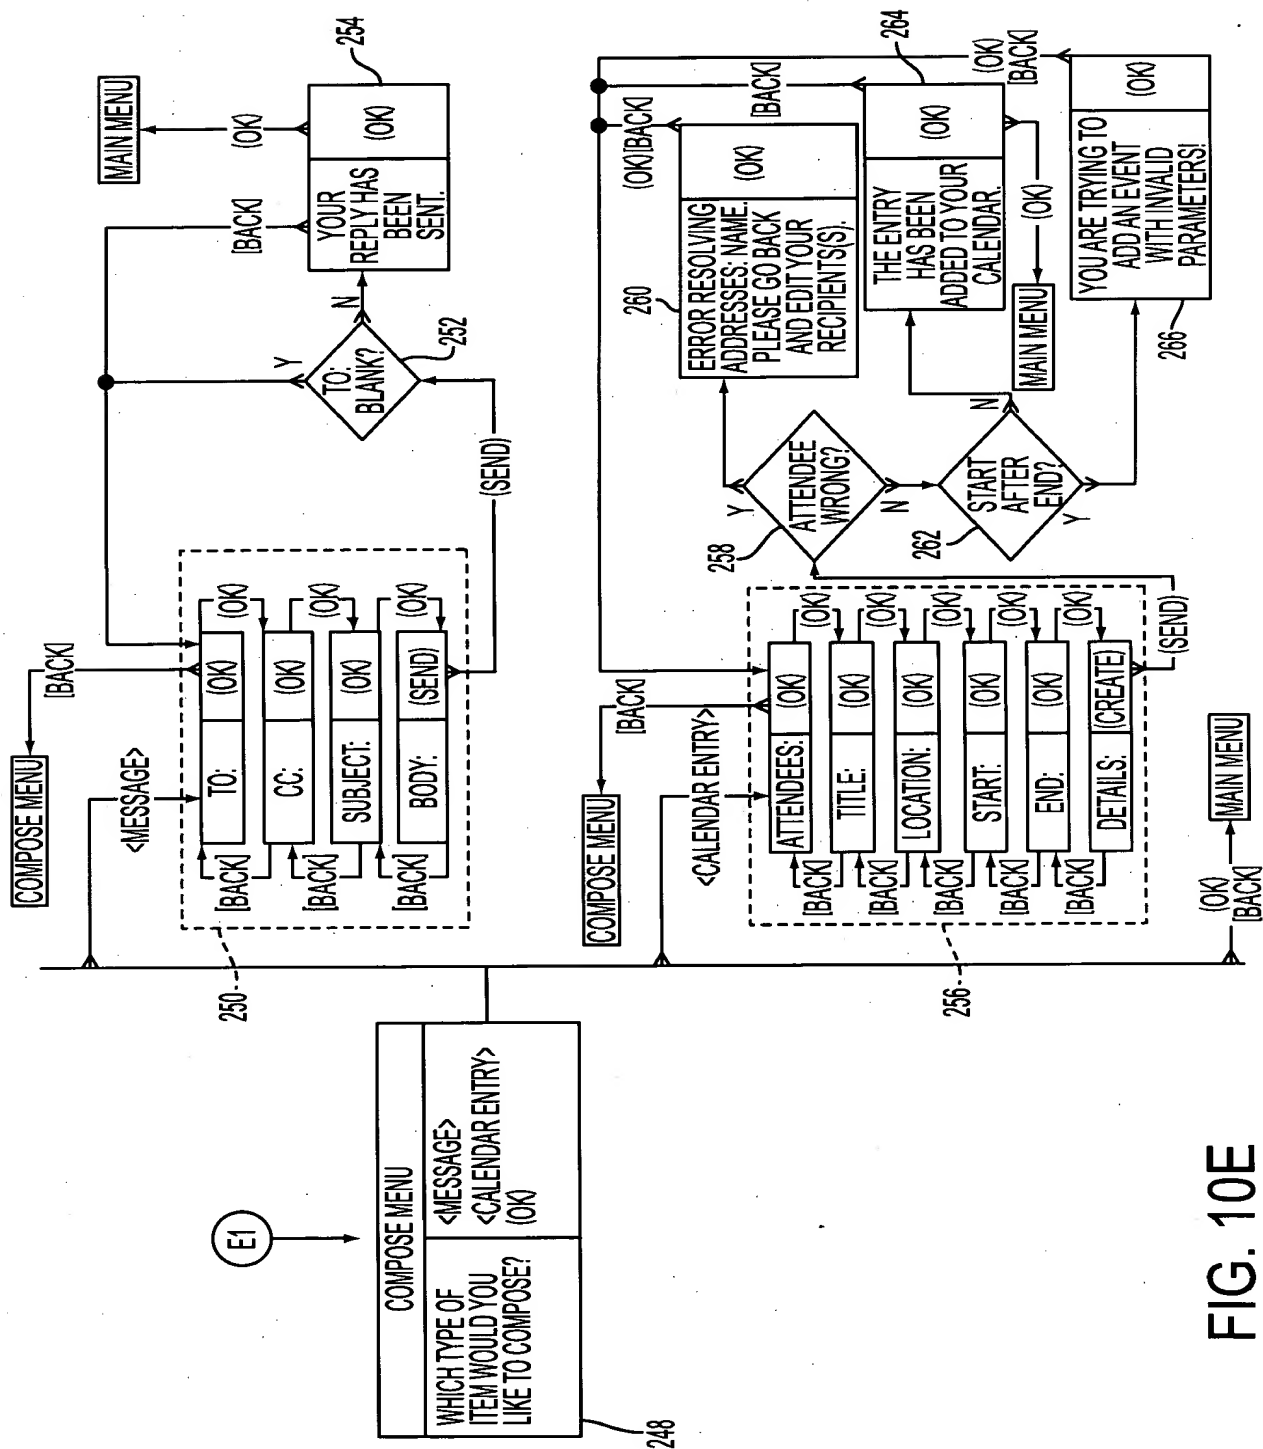 E1
COMPOSE MENU
WHICH TYPE OF
ITEM WOULD YOU
LIKE TO COMPOSE?
<MESSAGE>
<CALENDAR ENTRY>
(OK)
248
COMPOSE MENU
[BACK]
<MESSAGE>
TO:
(OK)
CC:
(OK)
SUBJECT:
(OK)
BODY:
(SEND)
[BACK]
[BACK]
[BACK]
(OK)
(OK)
(OK)
250
(SEND)
TO:
BLANK?
252
Y
N
[BACK]
(OK)
MAIN MENU
YOUR
REPLY HAS
BEEN
SENT.
(OK)
254
COMPOSE MENU
[BACK]
<CALENDAR ENTRY>
ATTENDEES:
(OK)
TITLE:
(OK)
LOCATION:
(OK)
START:
(OK)
END:
(OK)
DETAILS:
(CREATE)
[BACK]
[BACK]
[BACK]
[BACK]
[BACK]
(OK)
(OK)
(OK)
(OK)
(OK)
256
(SEND)
ATTENDEE
WRONG?
258
Y
N
ERROR RESOLVING
ADDRESSES: NAME.
PLEASE GO BACK
AND EDIT YOUR
RECIPIENTS(S).
(OK)
260
(OK)[BACK]
START
AFTER
END?
262
N
Y
THE ENTRY
HAS BEEN
ADDED TO YOUR
CALENDAR.
(OK)
264
[BACK]
(OK)
MAIN MENU
YOU ARE TRYING TO
ADD AN EVENT
WITH INVALID
PARAMETERS!
(OK)
266
(OK)
[BACK]
(OK)
[BACK]
MAIN MENU
FIG. 10E